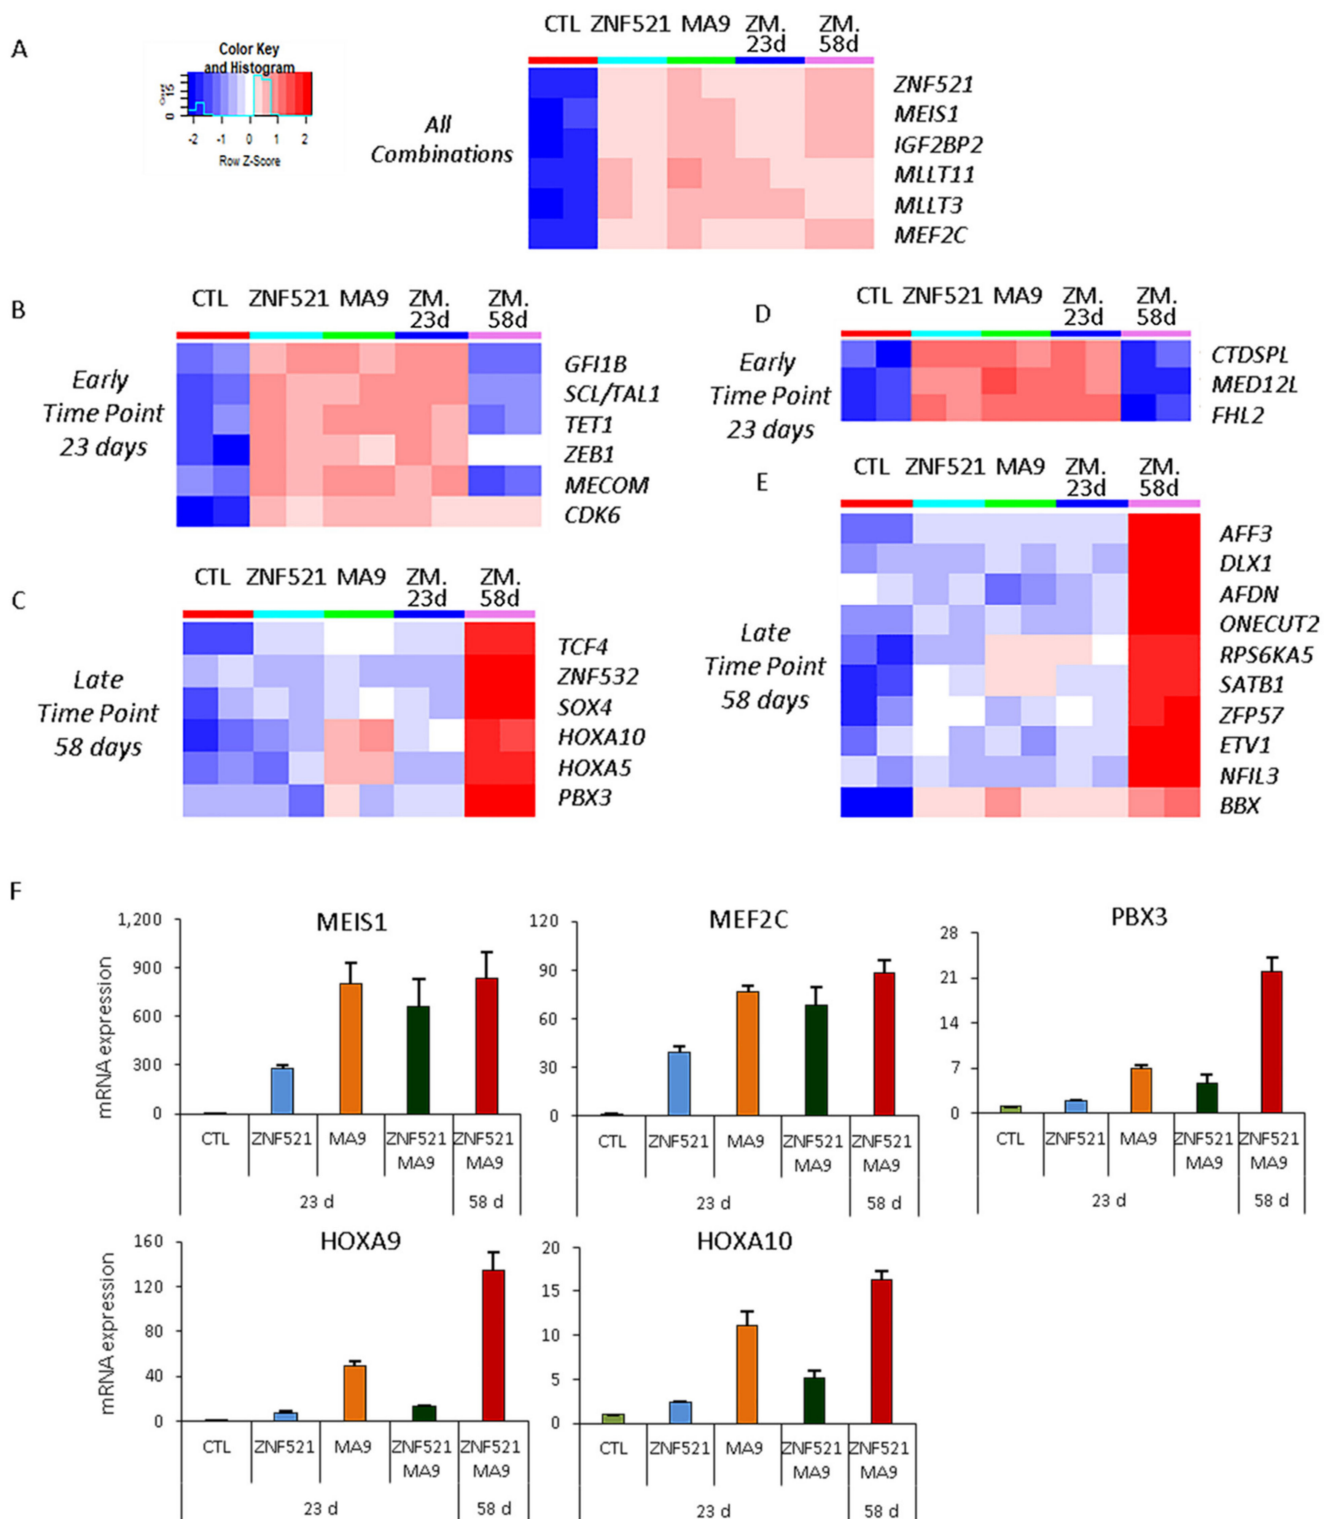 A
Color Key
and Histogram
0
-2 -1 0 1 2
Row Z-Score
CTL ZNF521 MA9 ZM. ZM.
23d 58d
All
Combinations
ZNF521
MEIS1
IGF2BP2
MLLT11
MLLT3
MEF2C
B
CTL ZNF521 MA9 ZM. ZM.
23d 58d
Early
Time Point
23 days
GFI1B
SCL/TAL1
TET1
ZEB1
MECOM
CDK6
D
CTL ZNF521 MA9 ZM. ZM.
23d 58d
Early
Time Point
23 days
CTDSPL
MED12L
FHL2
C
CTL ZNF521 MA9 ZM. ZM.
23d 58d
Late
Time Point
58 days
TCF4
ZNF532
SOX4
HOXA10
HOXA5
PBX3
E
CTL ZNF521 MA9 ZM. ZM.
23d 58d
Late
Time Point
58 days
AFF3
DLX1
AFDN
ONECUT2
RPS6KA5
SATB1
ZFP57
ETV1
NFIL3
BBX
F
MEIS1
mRNA expression
1,200
900
600
300
0
CTL ZNF521 MA9 ZNF521 ZNF521
MA9 MA9
23 d 58 d
MEF2C
120
90
60
30
0
CTL ZNF521 MA9 ZNF521 ZNF521
MA9 MA9
23 d 58 d
PBX3
28
21
14
7
0
CTL ZNF521 MA9 ZNF521 ZNF521
MA9 MA9
23 d 58 d
HOXA9
mRNA expression
160
120
80
40
0
CTL ZNF521 MA9 ZNF521 ZNF521
MA9 MA9
23 d 58 d
HOXA10
20
15
10
5
0
CTL ZNF521 MA9 ZNF521 ZNF521
MA9 MA9
23 d 58 d